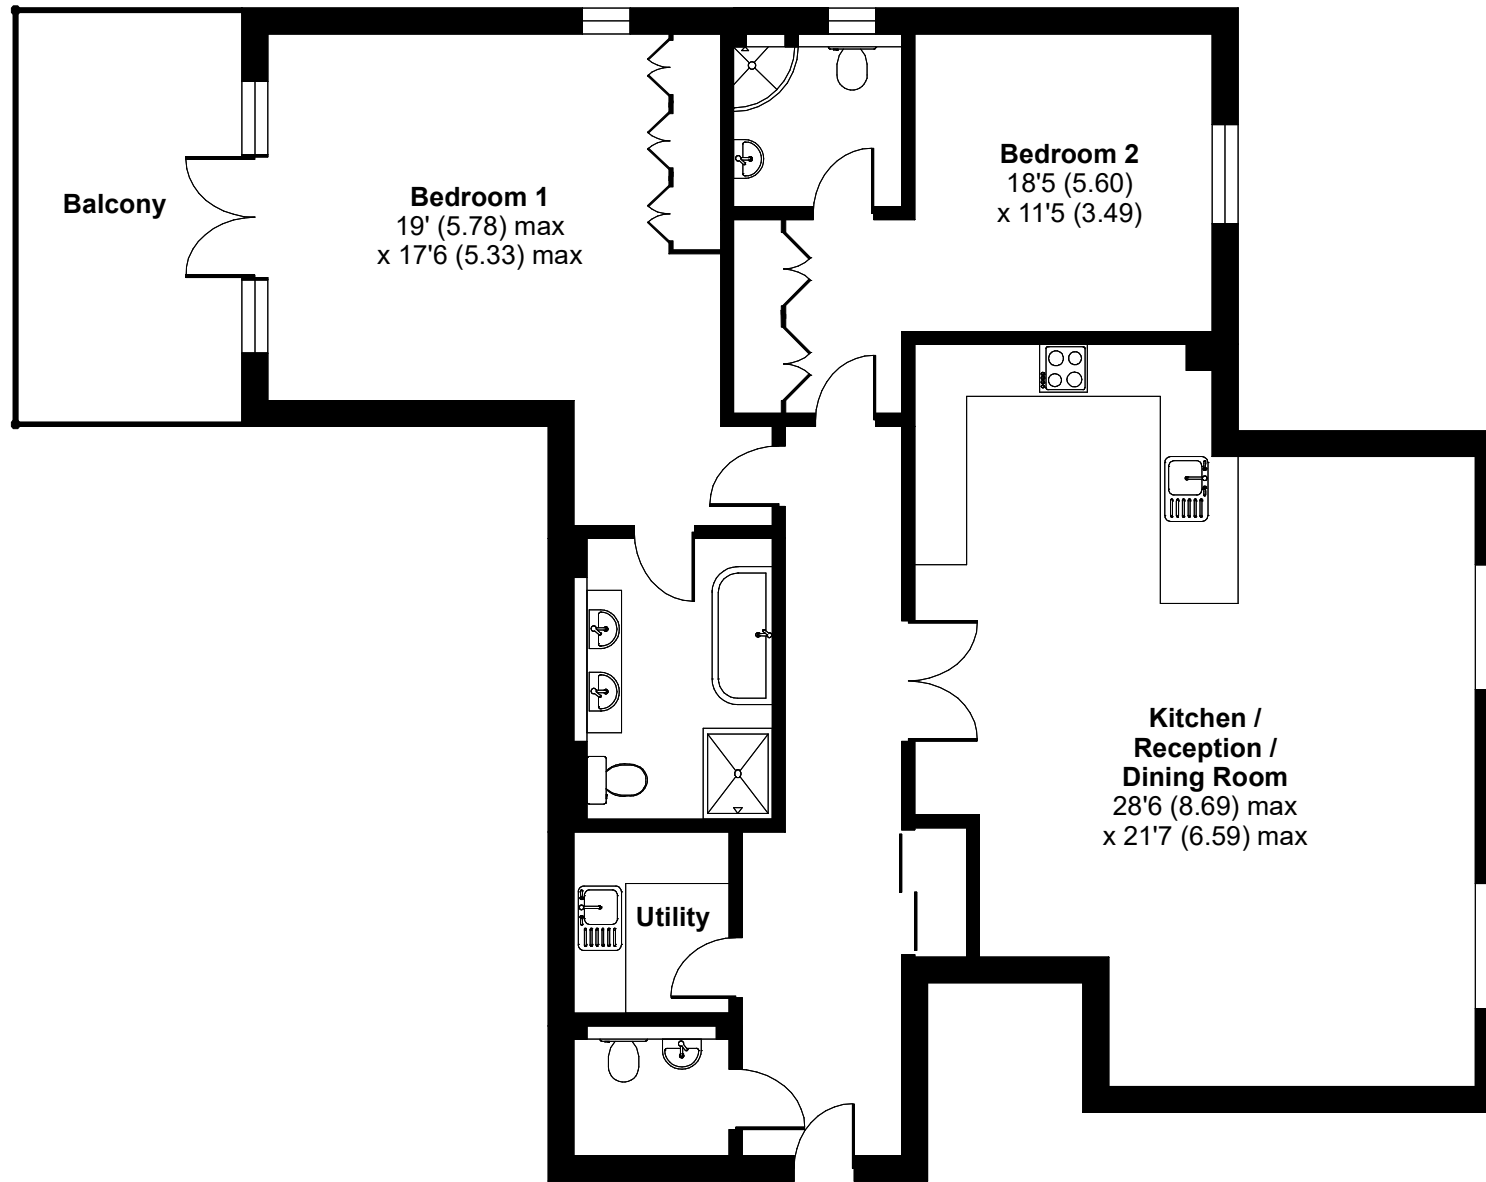 Balcony
Bedroom 1
19' (5.78) max
x 17'6 (5.33) max
Bedroom 2
18'5 (5.60)
x 11'5 (3.49)
Kitchen /
Reception /
Dining Room
28'6 (8.69) max
x 21'7 (6.59) max
Utility